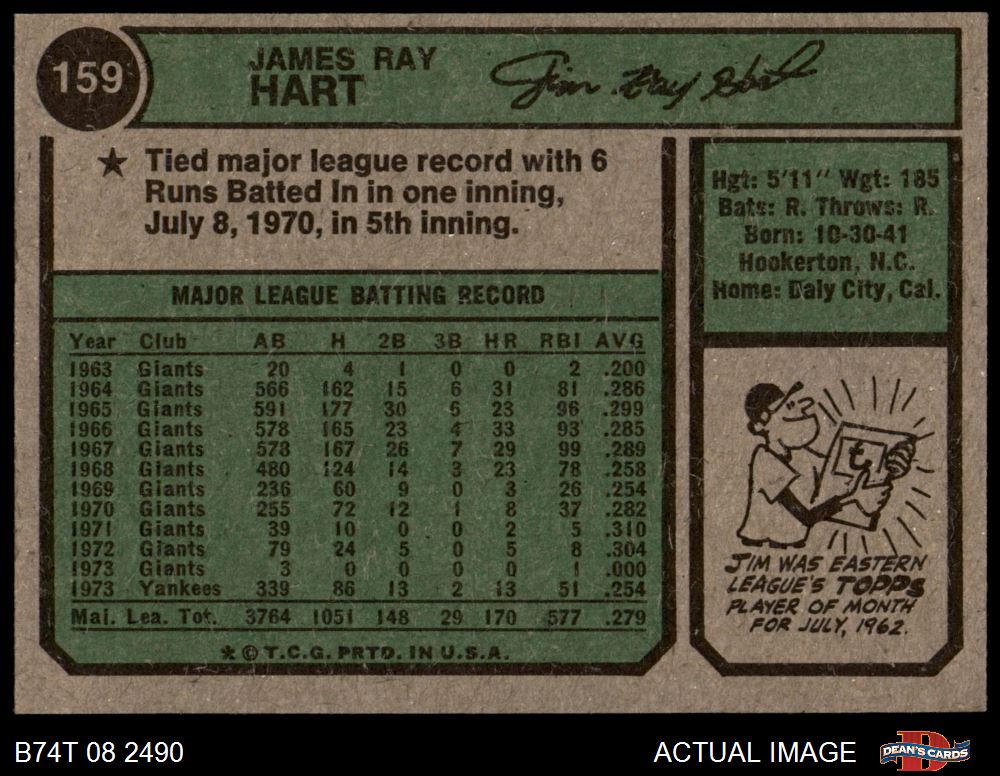 159
JAMES RAY
HART
Jim Ray Hart
★ Tied major league record with 6
Runs Batted In in one inning,
July 8, 1970, in 5th inning.
Hgt: 5'11" Wgt: 185
Bats: R. Throws: R.
Born: 10-30-41
Hookerton, N.C.
Home: Daly City, Cal.
MAJOR LEAGUE BATTING RECORD
Year Club AB H 2B 3B HR RBI AVG
1963 Giants 20 4 1 0 0 2 .200
1964 Giants 566 162 15 6 31 81 .286
1965 Giants 591 177 30 6 23 96 .299
1966 Giants 578 165 23 4 33 93 .285
1967 Giants 578 167 26 7 29 99 .289
1968 Giants 480 124 14 3 23 78 .258
1969 Giants 236 60 9 0 3 26 .254
1970 Giants 255 72 12 1 8 37 .282
1971 Giants 39 10 0 0 2 5 .310
1972 Giants 79 24 5 0 5 8 .304
1973 Giants 3 0 0 0 0 1 .000
1973 Yankees 339 86 13 2 13 51 .254
Maj. Lea. Tot. 3764 1051 148 29 170 577 .279
★ © T.C.G. PRTD. IN U.S.A.
t
JIM WAS EASTERN
LEAGUE'S TOPPS
PLAYER OF MONTH
FOR JULY, 1962.
B74T 08 2490
ACTUAL IMAGE
D
DEAN'S CARDS